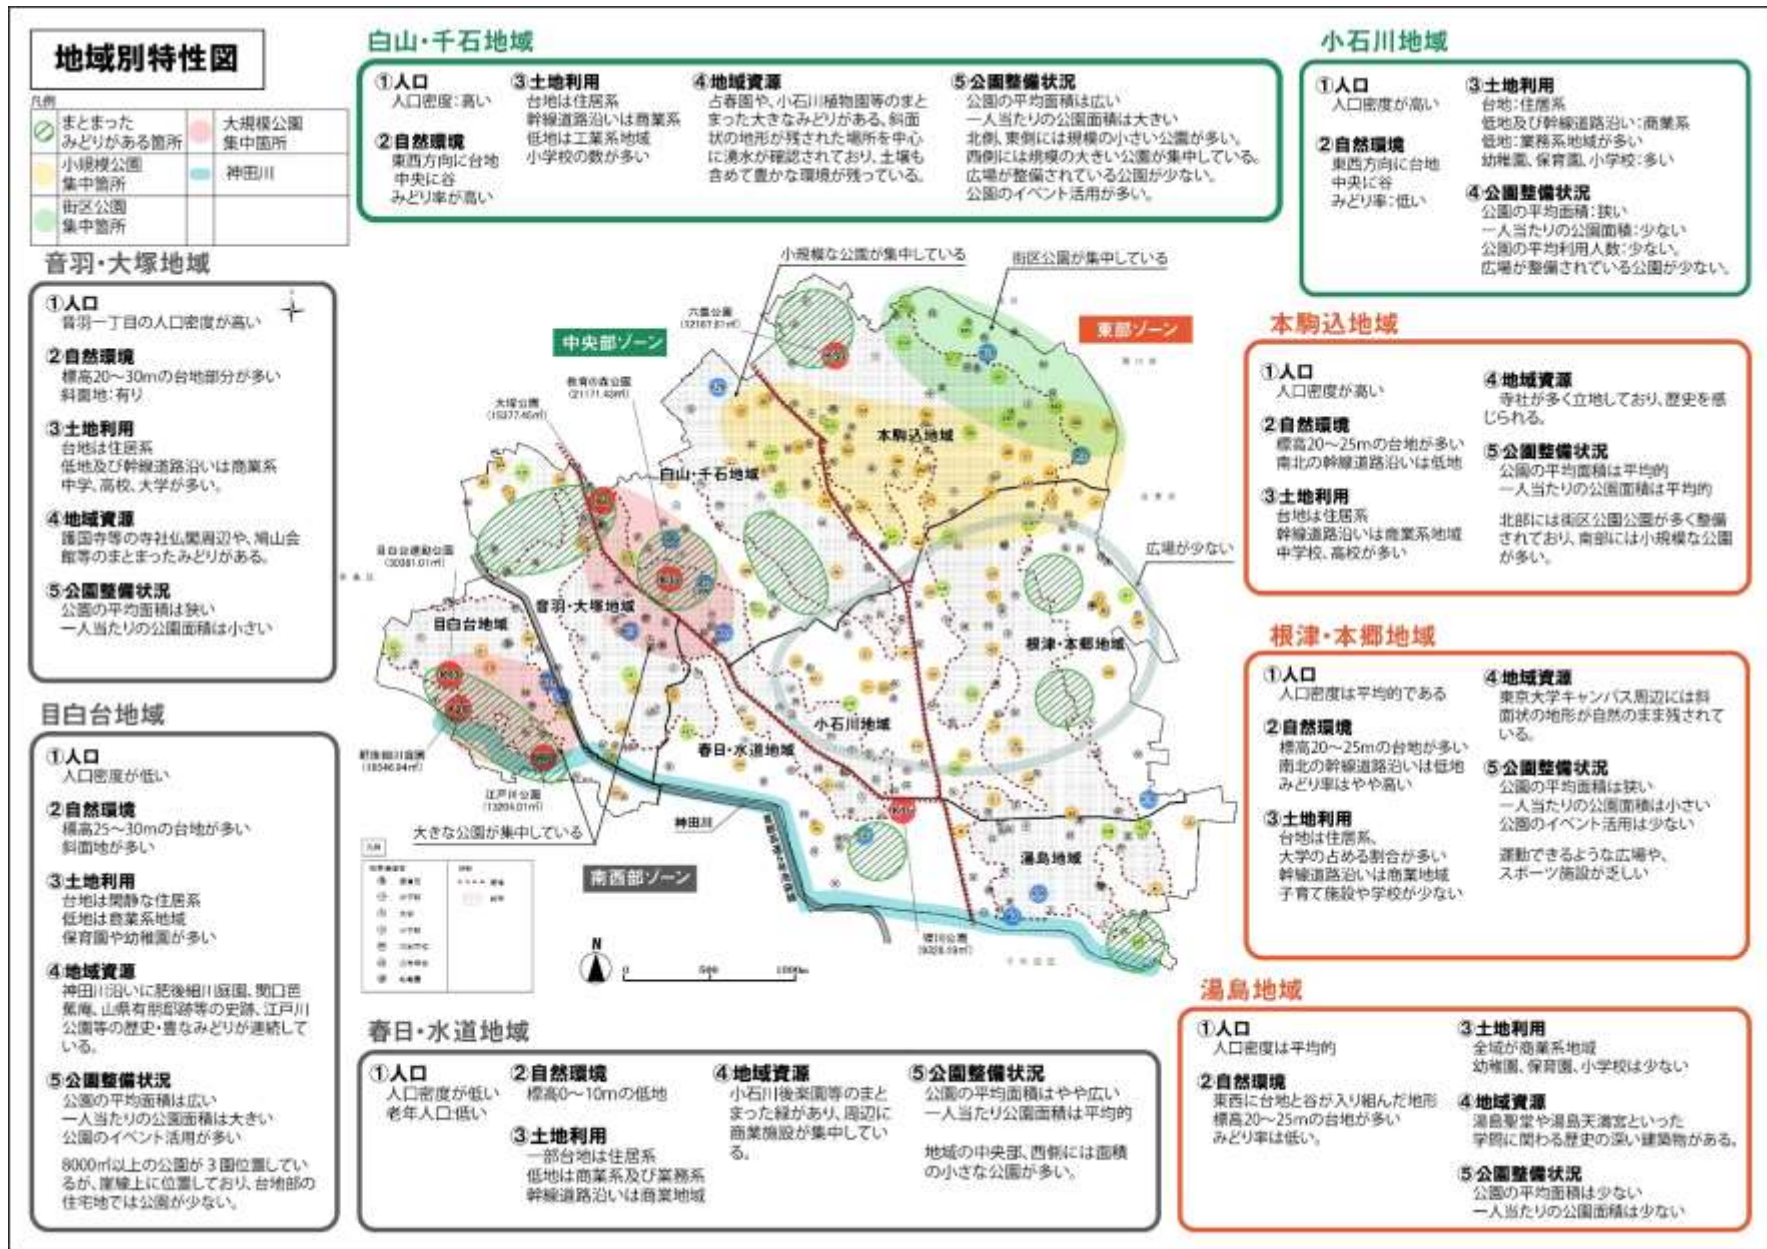 地域別特性図
凡例
まとまった
みどりがある箇所
大規模公園
集中箇所
小規模公園
集中箇所
神田川
街区公園
集中箇所
白山・千石地域
①人口
人口密度:高い
②自然環境
東西方向に台地
中央に谷
みどり率が高い
③土地利用
台地は住居系
幹線道路沿いは商業系
低地は工業系地域
小学校の数が多い
④地域資源
占春園や、小石川植物園等のまと
まった大きなみどりがある、斜面
状の地形が残された場所を中心
に湧水が確認されており、土壌も
含めて豊かな環境が残っている。
⑤公園整備状況
公園の平均面積は広い
一人当たりの公園面積は大きい
北側、東側には規模の小さい公園が多い。
西側には規模の大きい公園が集中している。
広場が整備されている公園が少ない。
公園のイベント活用が多い。
小石川地域
①人口
人口密度が高い
②自然環境
東西方向に台地
中央に谷
みどり率:低い
③土地利用
台地:住居系
低地及び幹線道路沿い:商業系
低地:業務系地域が多い
幼稚園、保育園、小学校:多い
④公園整備状況
公園の平均面積:狭い
一人当たりの公園面積:少ない
公園の平均利用人数:少ない。
広場が整備されている公園が少ない。
音羽・大塚地域
①人口
音羽一丁目の人口密度が高い
②自然環境
標高20～30mの台地部分が多い
斜面地:有り
③土地利用
台地は住居系
低地及び幹線道路沿いは商業系
中学、高校、大学が多い。
④地域資源
護国寺等の寺社仏閣周辺や、鳩山会
館等のまとまったみどりがある。
⑤公園整備状況
公園の平均面積は狭い
一人当たりの公園面積は小さい
小規模な公園が集中している
街区公園が集中している
六義公園
(12167.81㎡)
中央部ゾーン
東部ゾーン
教育の森公園
(21171.43㎡)
大塚公園
本駒込地域
白山・千石地域
目白台運動公園
(30381.01㎡)
広場が少ない
音羽・大塚地域
目白台地域
根津・本郷地域
小石川地域
春日・水道地域
肥後細川庭園
(18546.94㎡)
江戸川公園
(13204.01㎡)
大きな公園が集中している
神田川
湯島地域
南西部ゾーン
礫川公園
凡例
N
0 500 1000m
本駒込地域
①人口
人口密度が高い
②自然環境
標高20～25mの台地が多い
南北の幹線道路沿いは低地
③土地利用
台地は住居系
幹線道路沿いは商業系地域
中学校、高校が多い
④地域資源
寺社が多く立地しており、歴史を感
じられる。
⑤公園整備状況
公園の平均面積は平均的
一人当たりの公園面積は平均的
北部には街区公園公園が多く整備
されており、南部には小規模な公園
が多い。
根津・本郷地域
①人口
人口密度は平均的である
②自然環境
標高20～25mの台地が多い
南北の幹線道路沿いは低地
みどり率はやや高い
③土地利用
台地は住居系、
大学の占める割合が多い
幹線道路沿いは商業地域
子育て施設や学校が少ない
④地域資源
東京大学キャンパス周辺には斜
面状の地形が自然のまま残されて
いる。
⑤公園整備状況
公園の平均面積は狭い
一人当たりの公園面積は小さい
公園のイベント活用は少ない
運動できるような広場や、
スポーツ施設が乏しい
目白台地域
①人口
人口密度が低い
②自然環境
標高25～30mの台地が多い
斜面地が多い
③土地利用
台地は閑静な住居系
低地は商業系地域
保育園や幼稚園が多い
④地域資源
神田川沿いに肥後細川庭園、関口芭
蕉庵、山県有朋邸跡等の史跡、江戸川
公園等の歴史・豊なみどりが連続して
いる。
⑤公園整備状況
公園の平均面積は広い
一人当たりの公園面積は大きい
公園のイベント活用が多い
8000㎡以上の公園が３園位置してい
るが、崖線上に位置しており、台地部の
住宅地では公園が少ない。
春日・水道地域
①人口
人口密度が低い
老年人口:低い
②自然環境
標高0～10mの低地
③土地利用
一部台地は住居系
低地は商業系及び業務系
幹線道路沿いは商業地域
④地域資源
小石川後楽園等のまと
まった緑があり、周辺に
商業施設が集中してい
る。
⑤公園整備状況
公園の平均面積はやや広い
一人当たり公園面積は平均的
地域の中央部、西側には面積
の小さな公園が多い。
湯島地域
①人口
人口密度は平均的
②自然環境
東西に台地と谷が入り組んだ地形
標高20～25mの台地が多い
みどり率は低い。
③土地利用
全域が商業系地域
幼稚園、保育園、小学校は少ない
④地域資源
湯島聖堂や湯島天満宮といった
学問に関わる歴史の深い建築物がある。
⑤公園整備状況
公園の平均面積は少ない
一人当たりの公園面積は少ない